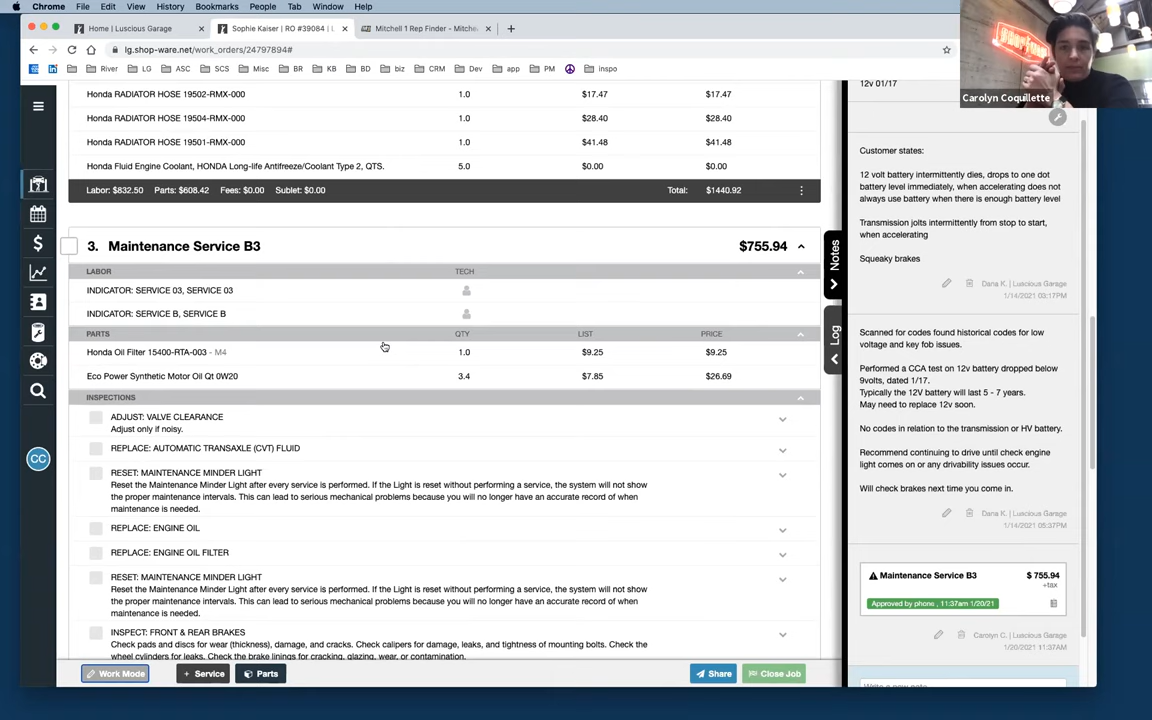 Chrome File Edit View History Bookmarks People Tab Window Help
Home | Luscious Garage
Sophie Kaiser | RO #39084 | L
Mitchell 1 Rep Finder - Mitche
lg.shop-ware.net/work_orders/24797894#
River LG ASC SCS Misc BR KB BD biz CRM Dev app PM inspo
Carolyn Coquillette
Honda RADIATOR HOSE 19502-RMX-000 1.0 $17.47 $17.47
Honda RADIATOR HOSE 19504-RMX-000 1.0 $28.40 $28.40
Honda RADIATOR HOSE 19501-RMX-000 1.0 $41.48 $41.48
Honda Fluid Engine Coolant, HONDA Long-life Antifreeze/Coolant Type 2, QTS. 5.0 $0.00 $0.00
Labor: $832.50 Parts: $608.42 Fees: $0.00 Sublet: $0.00 Total: $1440.92
3. Maintenance Service B3 $755.94
LABOR TECH
INDICATOR: SERVICE 03, SERVICE 03
INDICATOR: SERVICE B, SERVICE B
PARTS QTY LIST PRICE
Honda Oil Filter 15400-RTA-003 - M4 1.0 $9.25 $9.25
Eco Power Synthetic Motor Oil Qt 0W20 3.4 $7.85 $26.69
INSPECTIONS
ADJUST: VALVE CLEARANCE
Adjust only if noisy.
REPLACE: AUTOMATIC TRANSAXLE (CVT) FLUID
RESET: MAINTENANCE MINDER LIGHT
Reset the Maintenance Minder Light after every service is performed. If the Light is reset without performing a service, the system will not show
the proper maintenance intervals. This can lead to serious mechanical problems because you will no longer have an accurate record of when
maintenance is needed.
REPLACE: ENGINE OIL
REPLACE: ENGINE OIL FILTER
RESET: MAINTENANCE MINDER LIGHT
Reset the Maintenance Minder Light after every service is performed. If the Light is reset without performing a service, the system will not show
the proper maintenance intervals. This can lead to serious mechanical problems because you will no longer have an accurate record of when
maintenance is needed.
INSPECT: FRONT & REAR BRAKES
Check pads and discs for wear (thickness), damage, and cracks. Check calipers for damage, leaks, and tightness of mounting bolts. Check the
wheel cylinders for leaks. Check the brake linings for cracking, glazing, wear, or contamination.
CC
Work Mode + Service Parts Share Close Job
Notes
Log
12v 01/17
Customer states:
12 volt battery intermittently dies, drops to one dot
battery level immediately, when accelerating does not
always use battery when there is enough battery level
Transmission jolts intermittently from stop to start,
when accelerating
Squeaky brakes
Dana K. | Luscious Garage
1/14/2021 03:17PM
Scanned for codes found historical codes for low
voltage and key fob issues.
Performed a CCA test on 12v battery dropped below
9volts, dated 1/17.
Typically the 12V battery will last 5 - 7 years.
May need to replace 12v soon.
No codes in relation to the transmission or HV battery.
Recommend continuing to drive until check engine
light comes on or any drivability issues occur.
Will check brakes next time you come in.
Dana K. | Luscious Garage
1/14/2021 05:37PM
Maintenance Service B3 $ 755.94
+tax
Approved by phone , 11:37am 1/20/21
Carolyn C. | Luscious Garage
1/20/2021 11:37AM
Write a new note